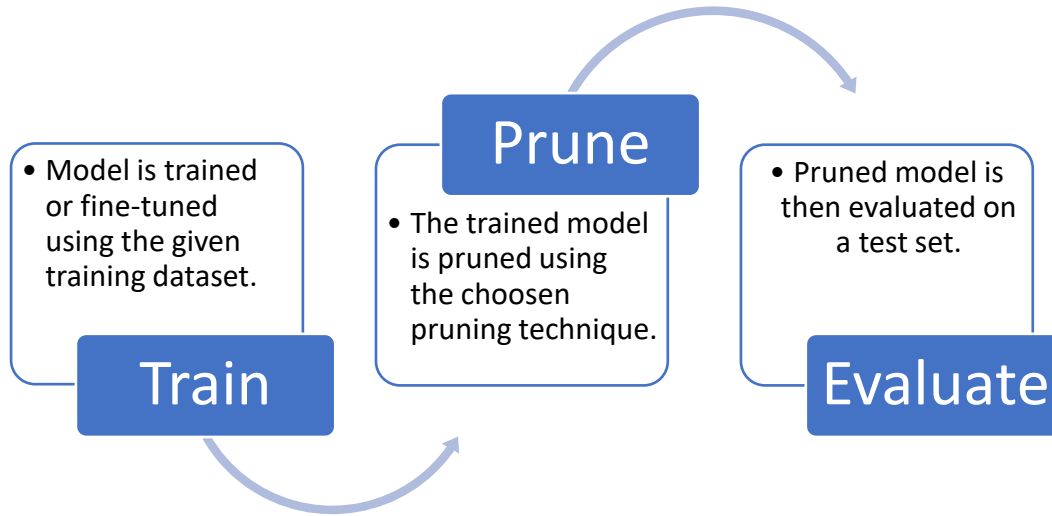 • Model is trained
or fine-tuned
using the given
training dataset.
Train
Prune
• The trained model
is pruned using
the choosen
pruning technique.
• Pruned model is
then evaluated on
a test set.
Evaluate